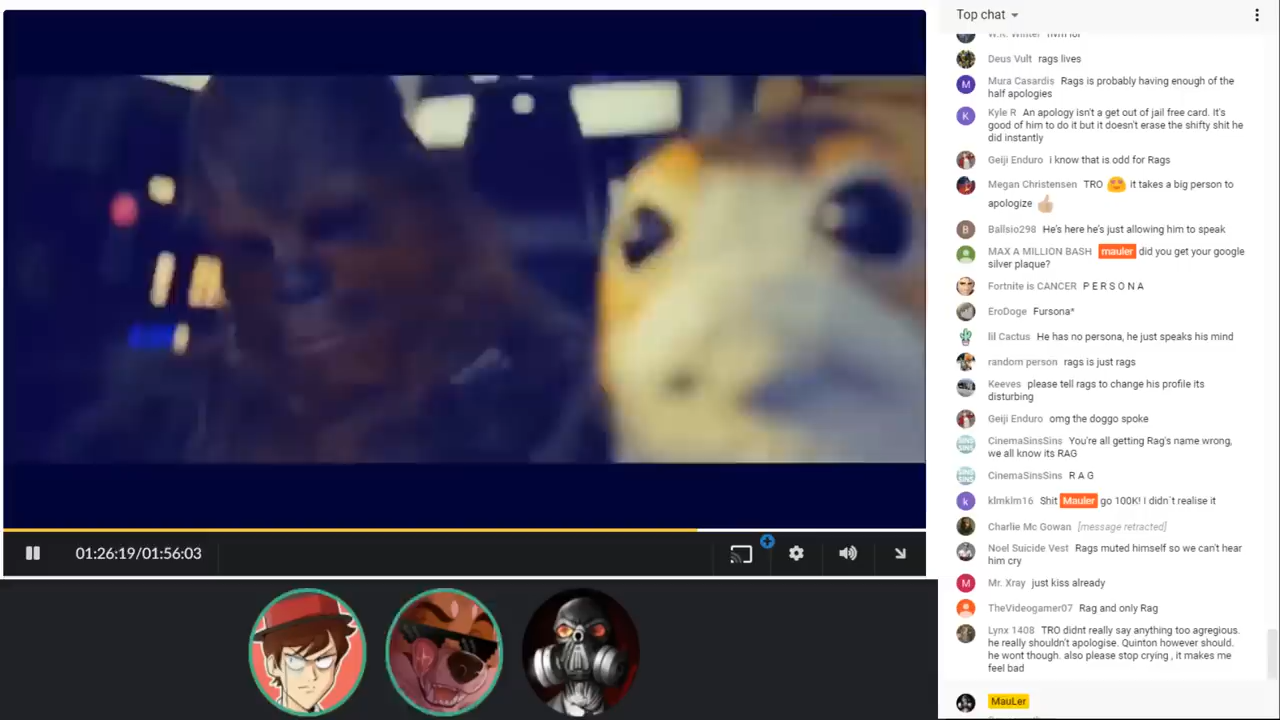 Top chat
W.K. Winter
Deus Vult rags lives
Mura Casardis Rags is probably having enough of the
half apologies
Kyle R An apology isn't a get out of jail free card. It's
good of him to do it but it doesn't erase the shifty shit he
did instantly
Geiji Enduro i know that is odd for Rags
Megan Christensen TRO 😍 it takes a big person to
apologize 👍🏼
Ballsio298 He's here he's just allowing him to speak
MAX A MILLION BASH mauler did you get your google
silver plaque?
Fortnite is CANCER P E R S O N A
EroDoge Fursona*
lil Cactus He has no persona, he just speaks his mind
random person rags is just rags
Keeves please tell rags to change his profile its
disturbing
Geiji Enduro omg the doggo spoke
CinemaSinsSins You're all getting Rag's name wrong,
we all know its RAG
CinemaSinsSins R A G
klmklm16 Shit Mauler go 100K! I didn´t realise it
Charlie Mc Gowan [message retracted]
Noel Suicide Vest Rags muted himself so we can't hear
him cry
Mr. Xray just kiss already
TheVideogamer07 Rag and only Rag
Lynx 1408 TRO didnt really say anything too agregious.
he really shouldn't apologise. Quinton however should.
he wont though. also please stop crying , it makes me
feel bad
MauLer
01:26:19/01:56:03